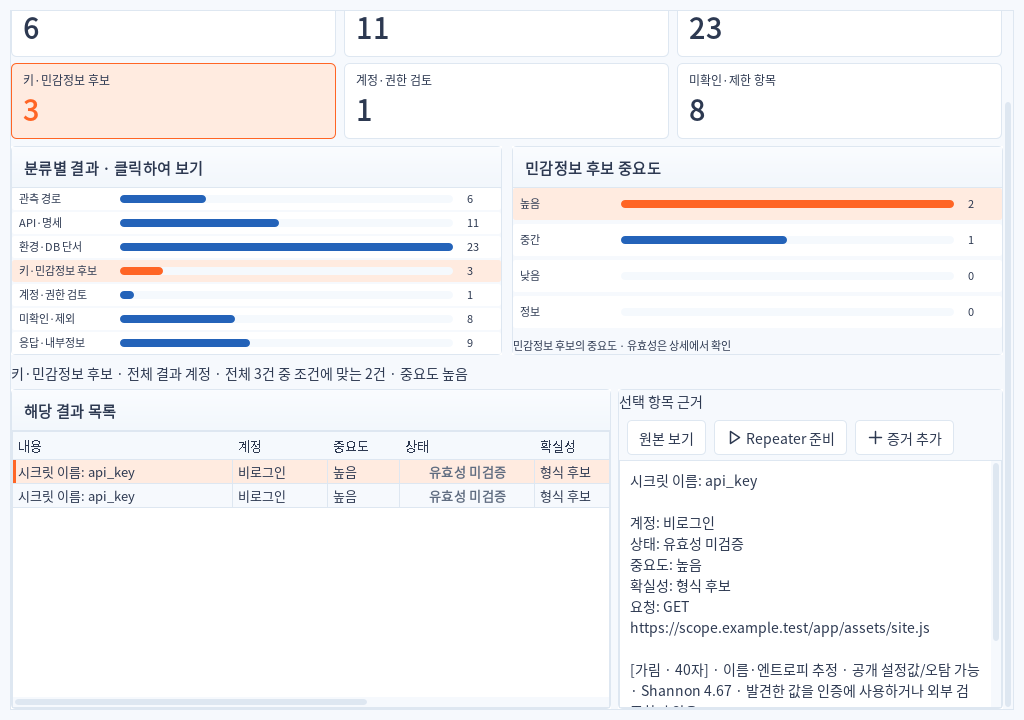 6
11
23
키·민감정보 후보
계정·권한 검토
미확인·제한 항목
3
1
8
분류별 결과 · 클릭하여 보기
민감정보 후보 중요도
관측 경로 6
API·명세 11
환경·DB 단서 23
키·민감정보 후보 3
계정·권한 검토 1
미확인·제외 8
응답·내부정보 9
높음 2
중간 1
낮음 0
정보 0
민감정보 후보의 중요도 · 유효성은 상세에서 확인
키·민감정보 후보 · 전체 결과 계정 · 전체 3건 중 조건에 맞는 2건 · 중요도 높음
해당 결과 목록
내용 계정 중요도 상태 확실성
시크릿 이름: api_key 비로그인 높음 유효성 미검증 형식 후보
시크릿 이름: api_key 비로그인 높음 유효성 미검증 형식 후보
선택 항목 근거
원본 보기 Repeater 준비 증거 추가
시크릿 이름: api_key
계정: 비로그인
상태: 유효성 미검증
중요도: 높음
확실성: 형식 후보
요청: GET
https://scope.example.test/app/assets/site.js
[가림 · 40자] · 이름·엔트로피 추정 · 공개 설정값/오탐 가능
· Shannon 4.67 · 발견한 값을 인증에 사용하거나 외부 검